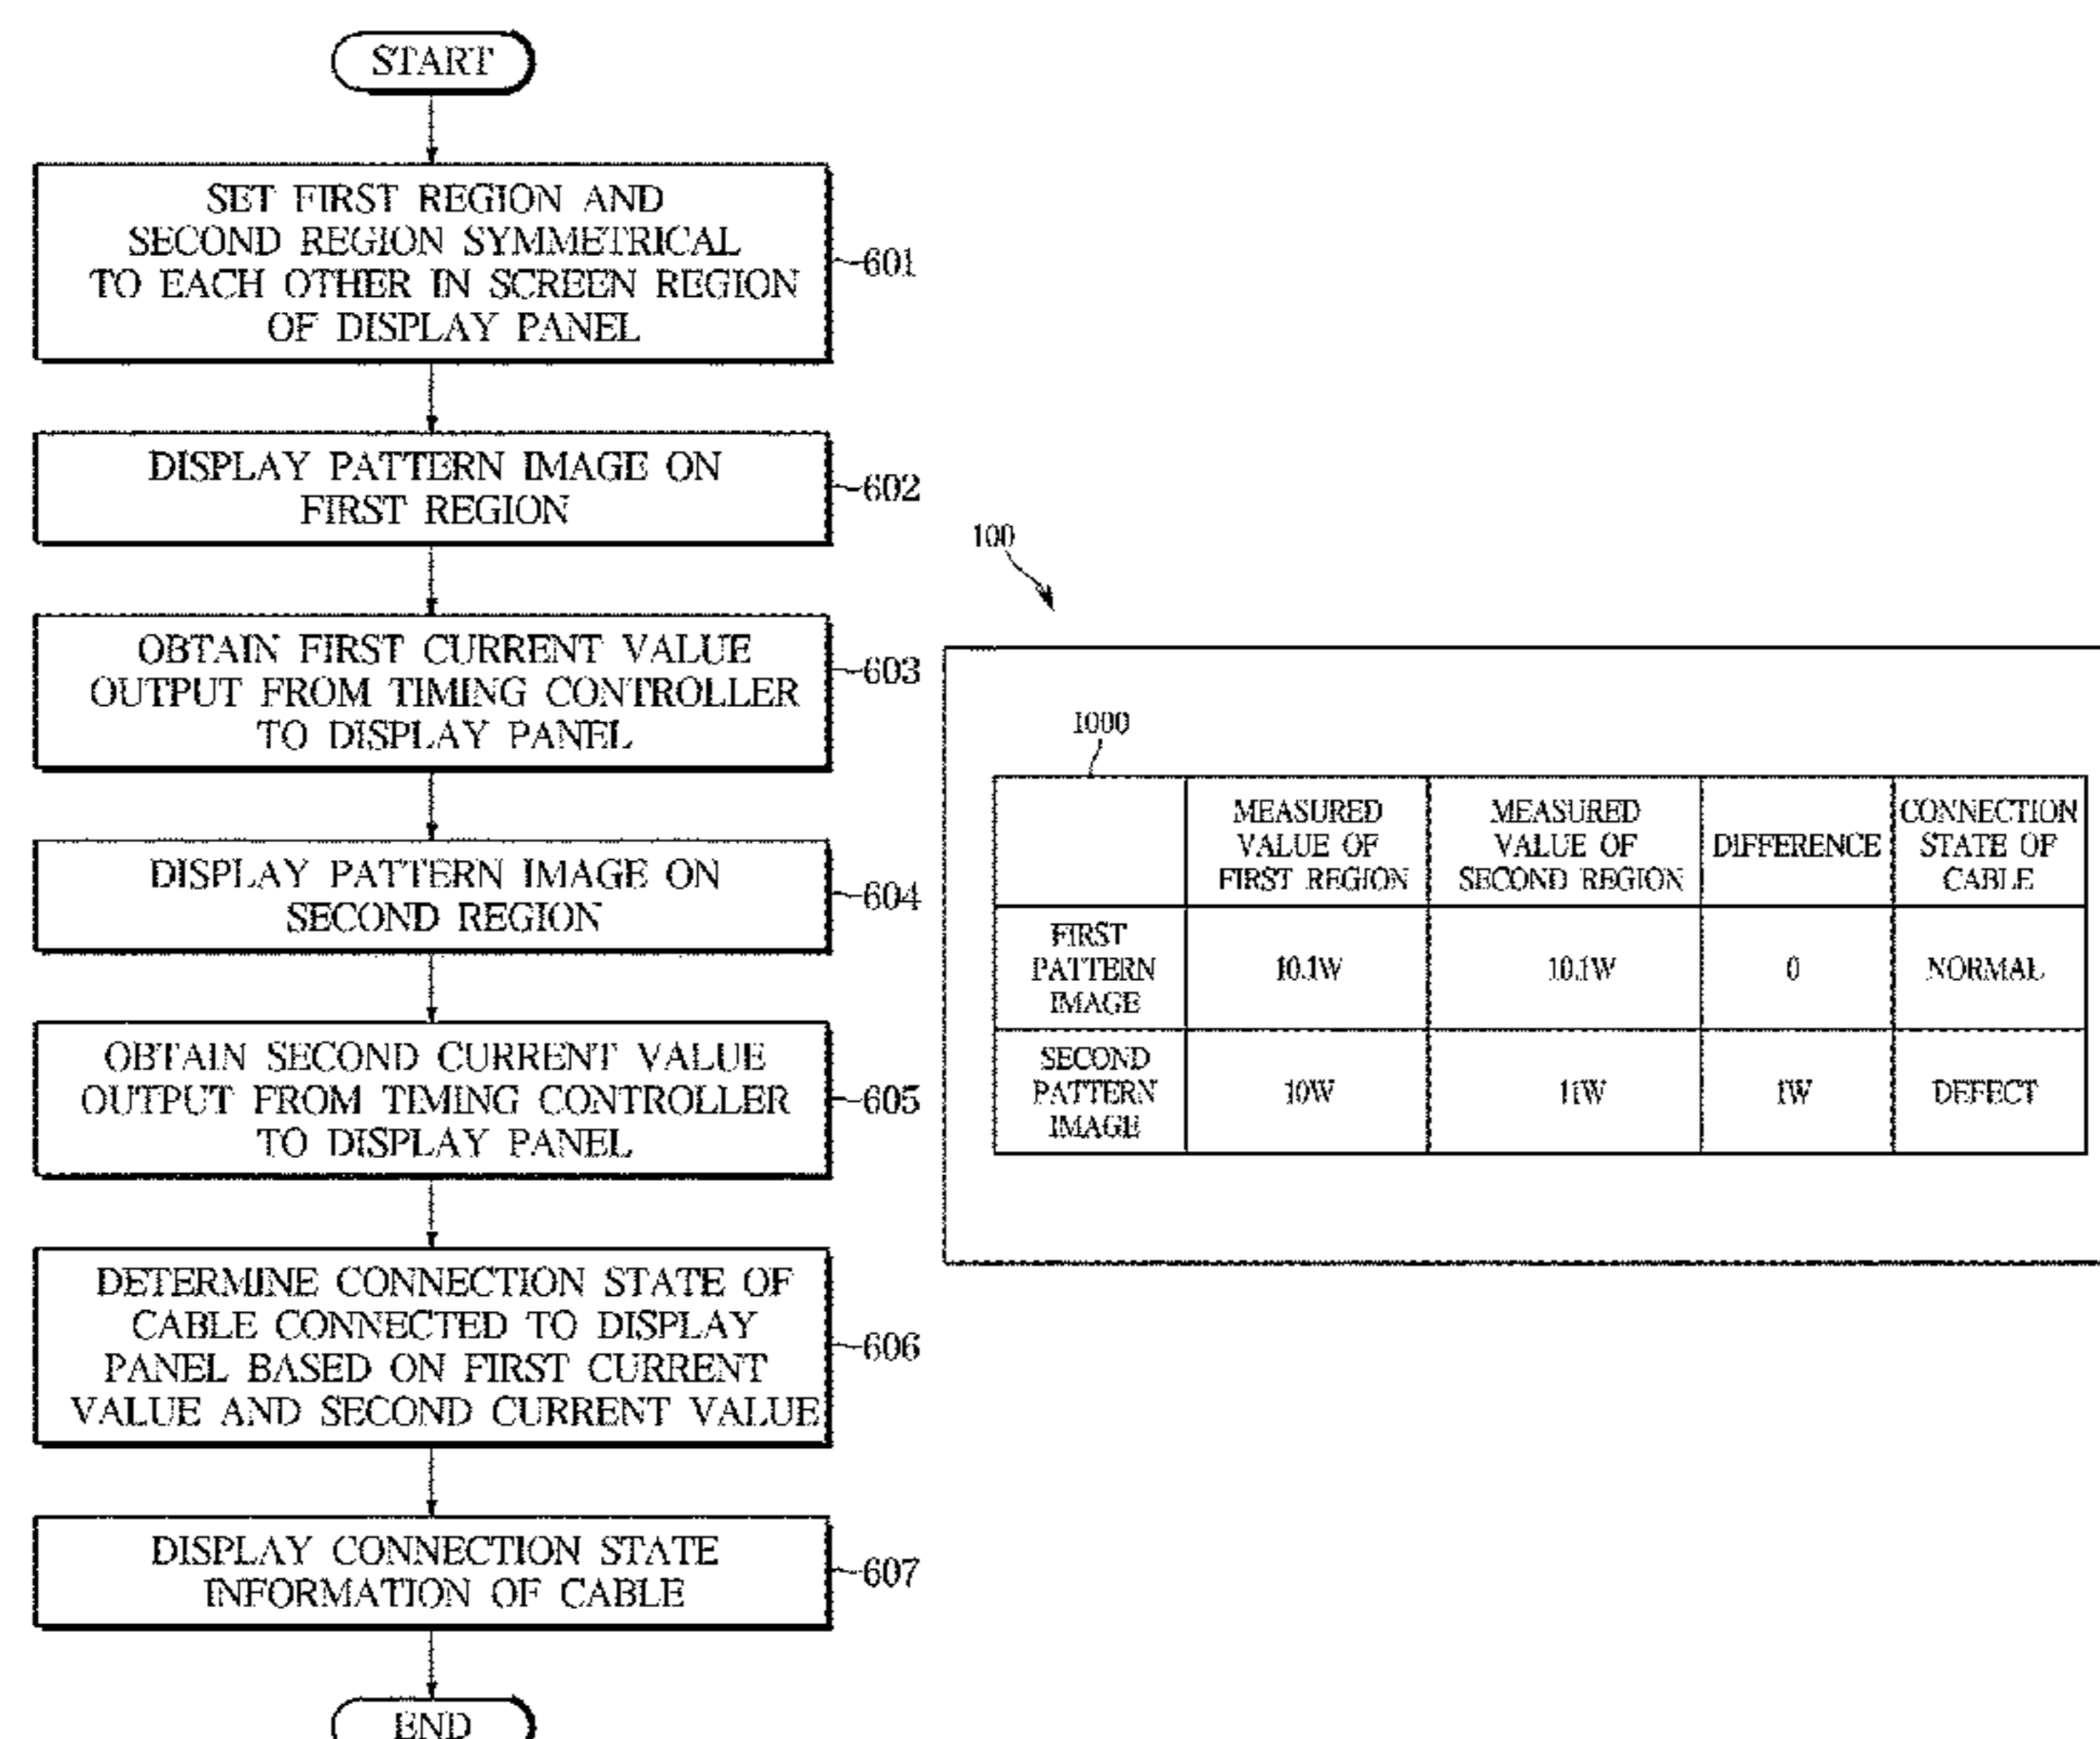 START
SET FIRST REGION AND
SECOND REGION SYMMETRICAL
TO EACH OTHER IN SCREEN REGION
OF DISPLAY PANEL
601
DISPLAY PATTERN IMAGE ON
FIRST REGION
602
OBTAIN FIRST CURRENT VALUE
OUTPUT FROM TIMING CONTROLLER
TO DISPLAY PANEL
603
DISPLAY PATTERN IMAGE ON
SECOND REGION
604
OBTAIN SECOND CURRENT VALUE
OUTPUT FROM TIMING CONTROLLER
TO DISPLAY PANEL
605
DETERMINE CONNECTION STATE OF
CABLE CONNECTED TO DISPLAY
PANEL BASED ON FIRST CURRENT
VALUE AND SECOND CURRENT VALUE
606
DISPLAY CONNECTION STATE
INFORMATION OF CABLE
607
END
100
1000
MEASURED
VALUE OF
FIRST REGION
MEASURED
VALUE OF
SECOND REGION
DIFFERENCE
CONNECTION
STATE OF
CABLE
FIRST
PATTERN
IMAGE
10.1W
10.1W
0
NORMAL
SECOND
PATTERN
IMAGE
10W
11W
1W
DEFECT